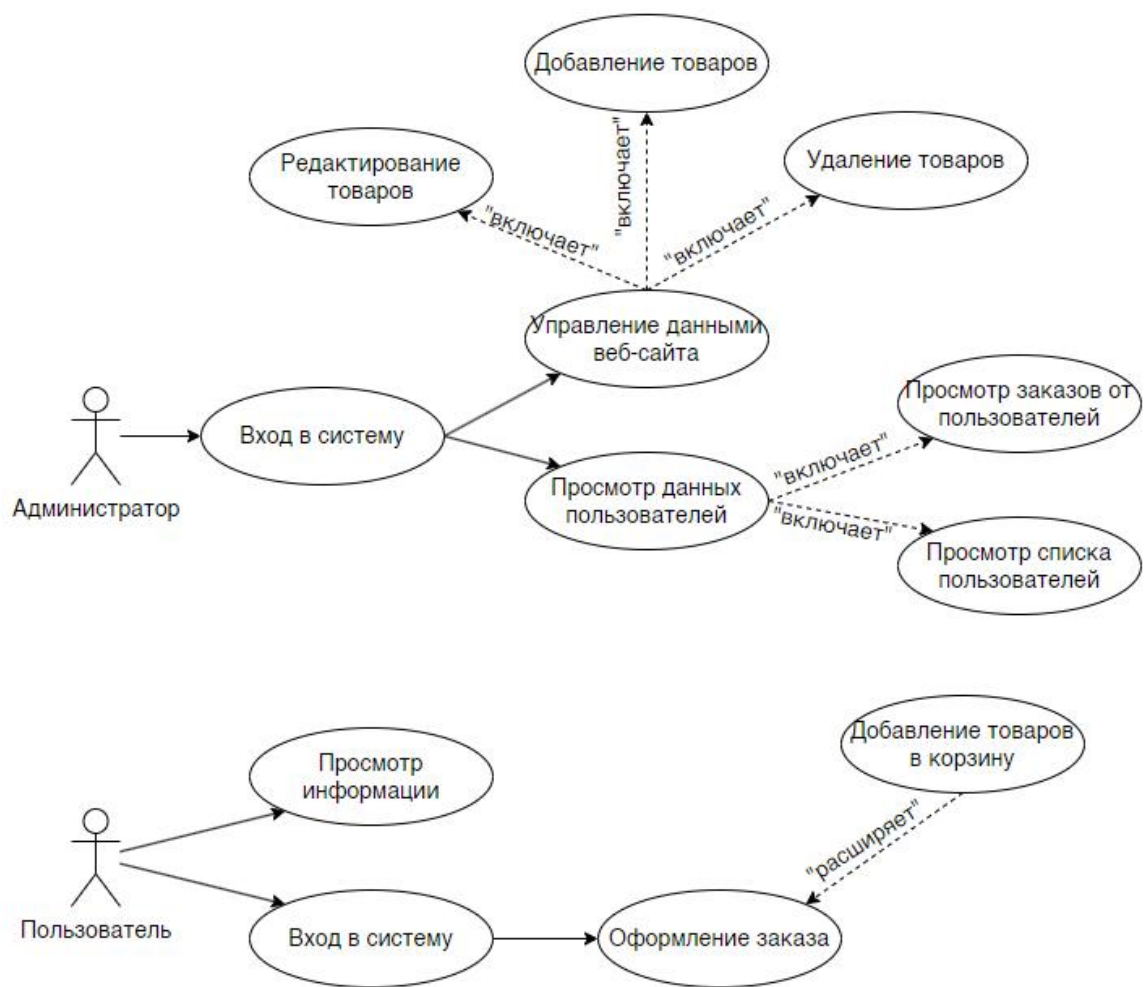 Добавление товаров
Редактирование
товаров
Удаление товаров
"включает"
"включает"
"включает"
Управление данными
веб-сайта
Вход в систему
Администратор
Просмотр данных
пользователей
Просмотр заказов от
пользователей
"включает"
"включает"
Просмотр списка
пользователей
Просмотр
информации
Добавление товаров
в корзину
"расширяет"
Пользователь
Вход в систему
Оформление заказа